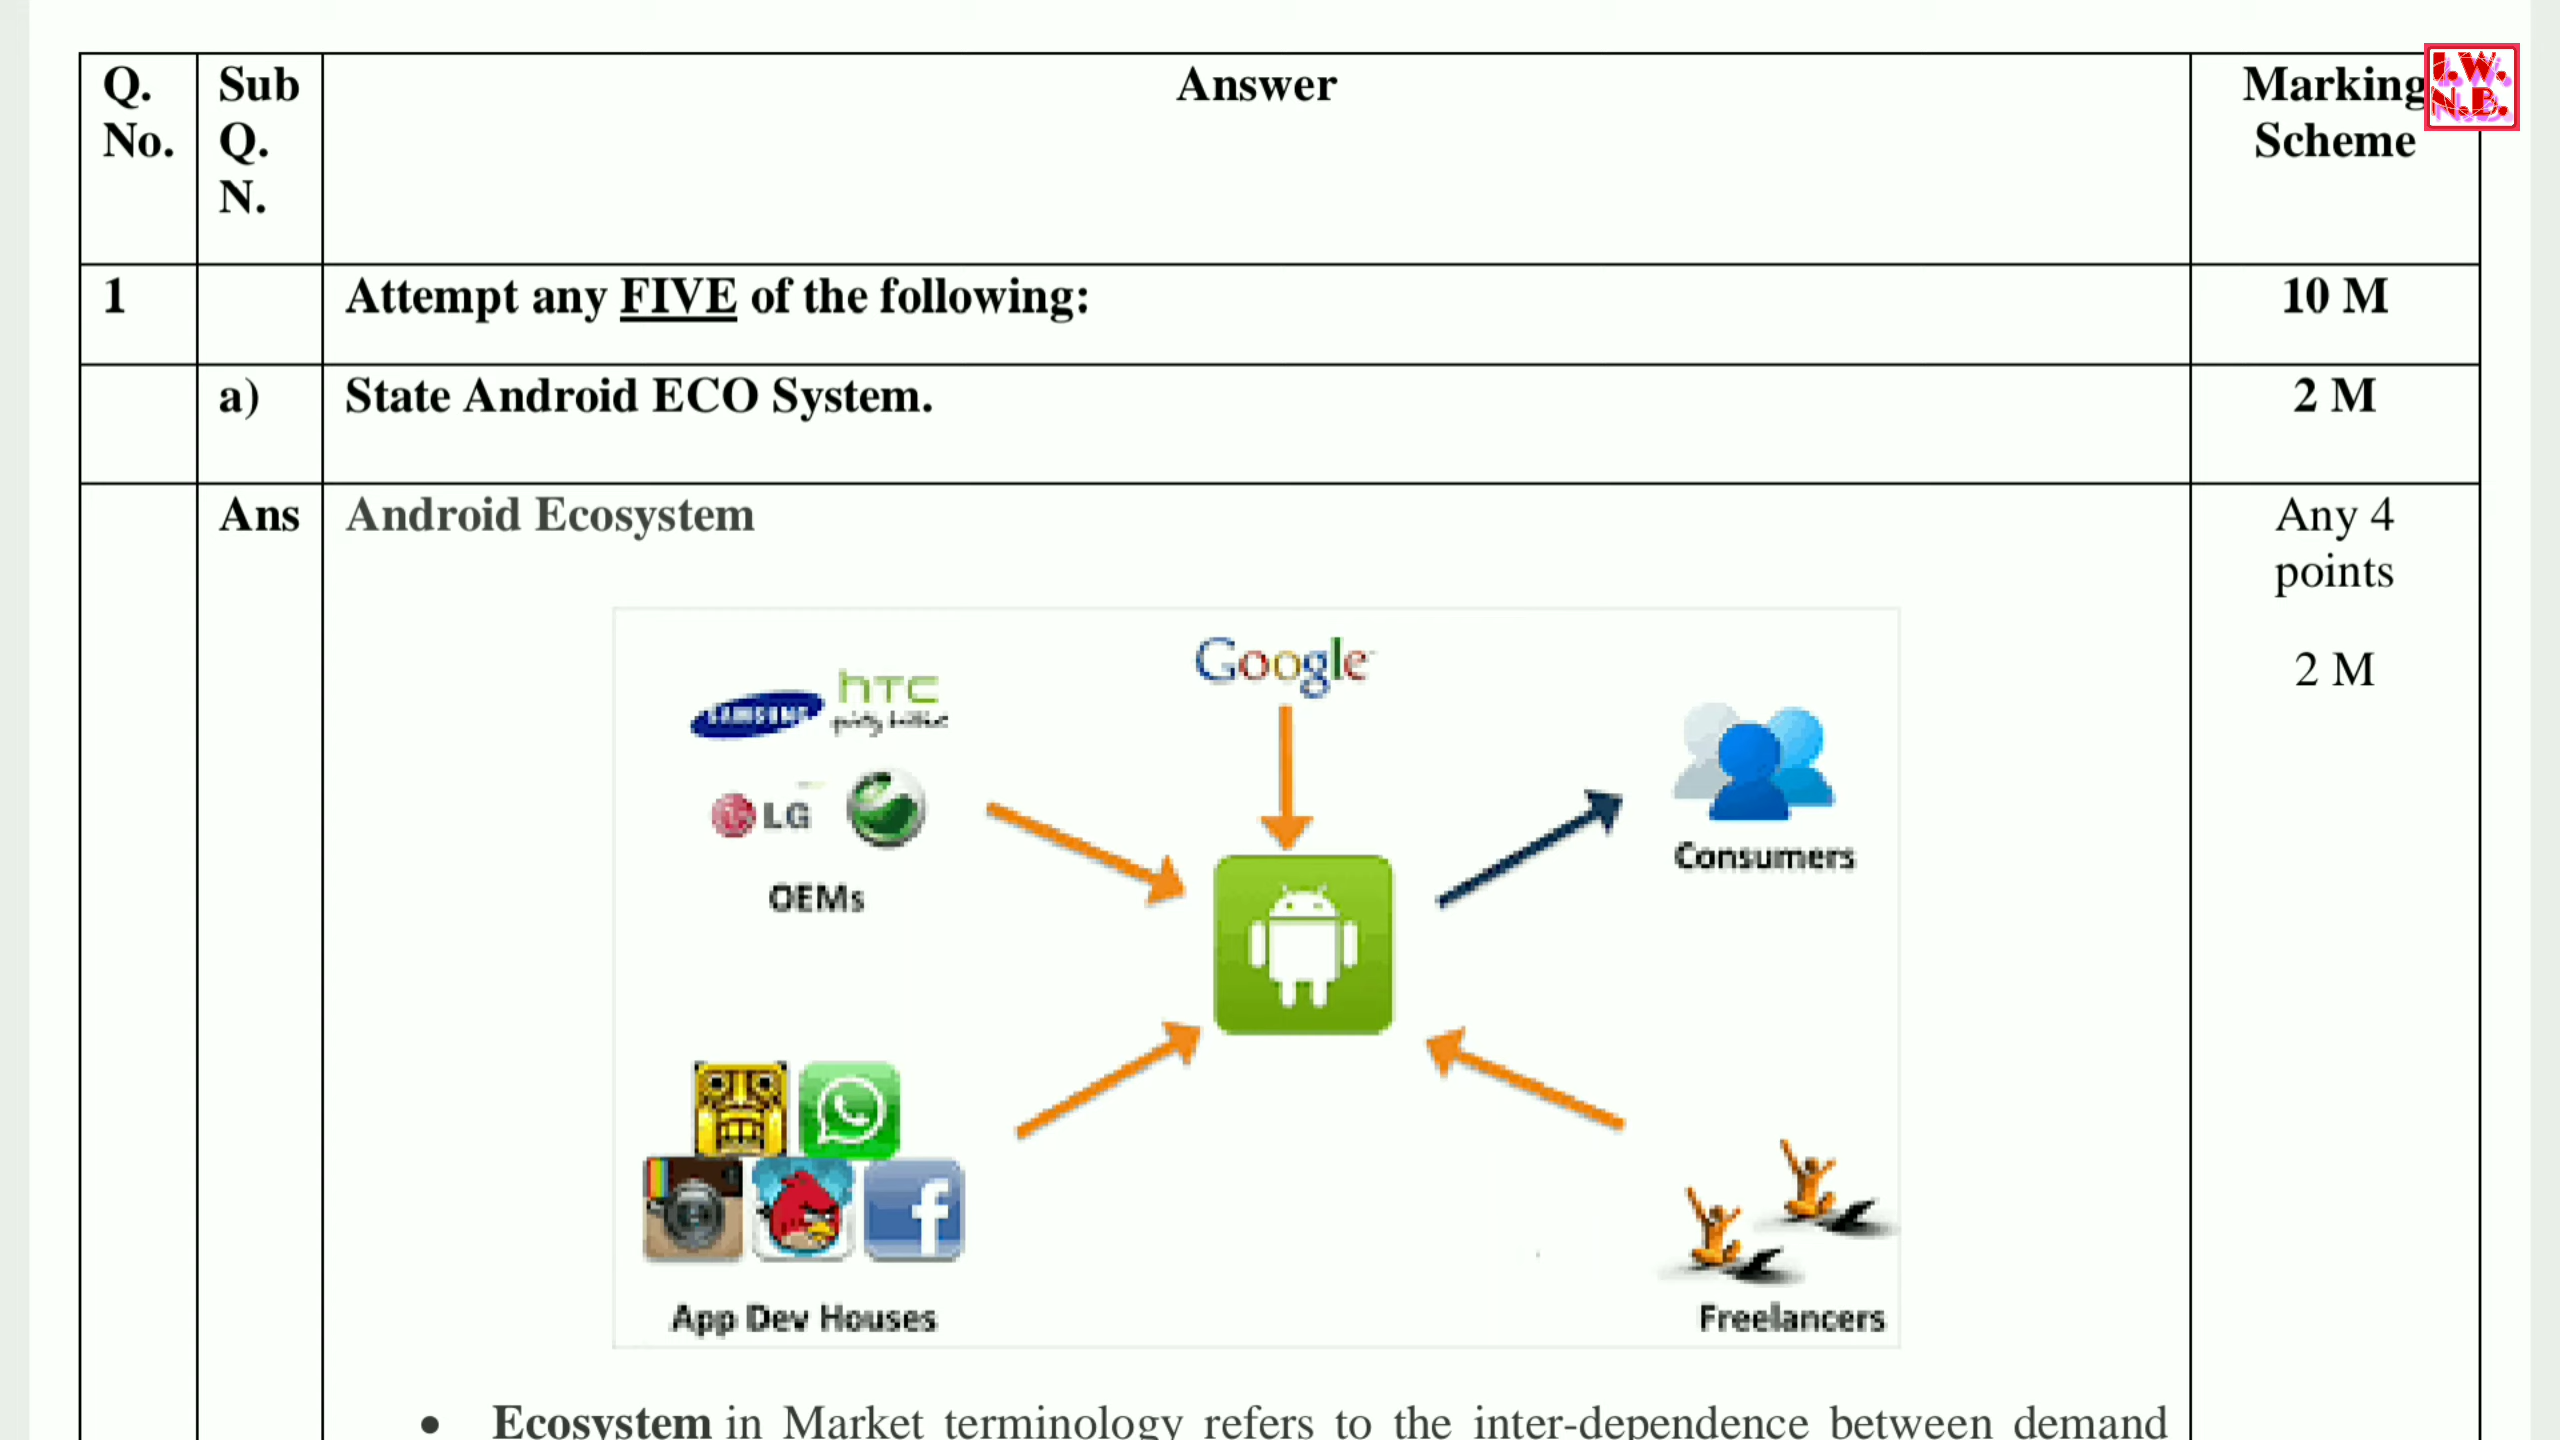 Q. No.
Sub Q. N.
Answer
Marking Scheme
I.W.
N.B.
1
Attempt any FIVE of the following:
10 M
a)
State Android ECO System.
2 M
Ans
Android Ecosystem
Any 4
points
2 M
Google
SAMSUNG
hTC
LG
OEMs
Consumers
f
App Dev Houses
Freelancers
• Ecosystem in Market terminology refers to the inter-dependence between demand